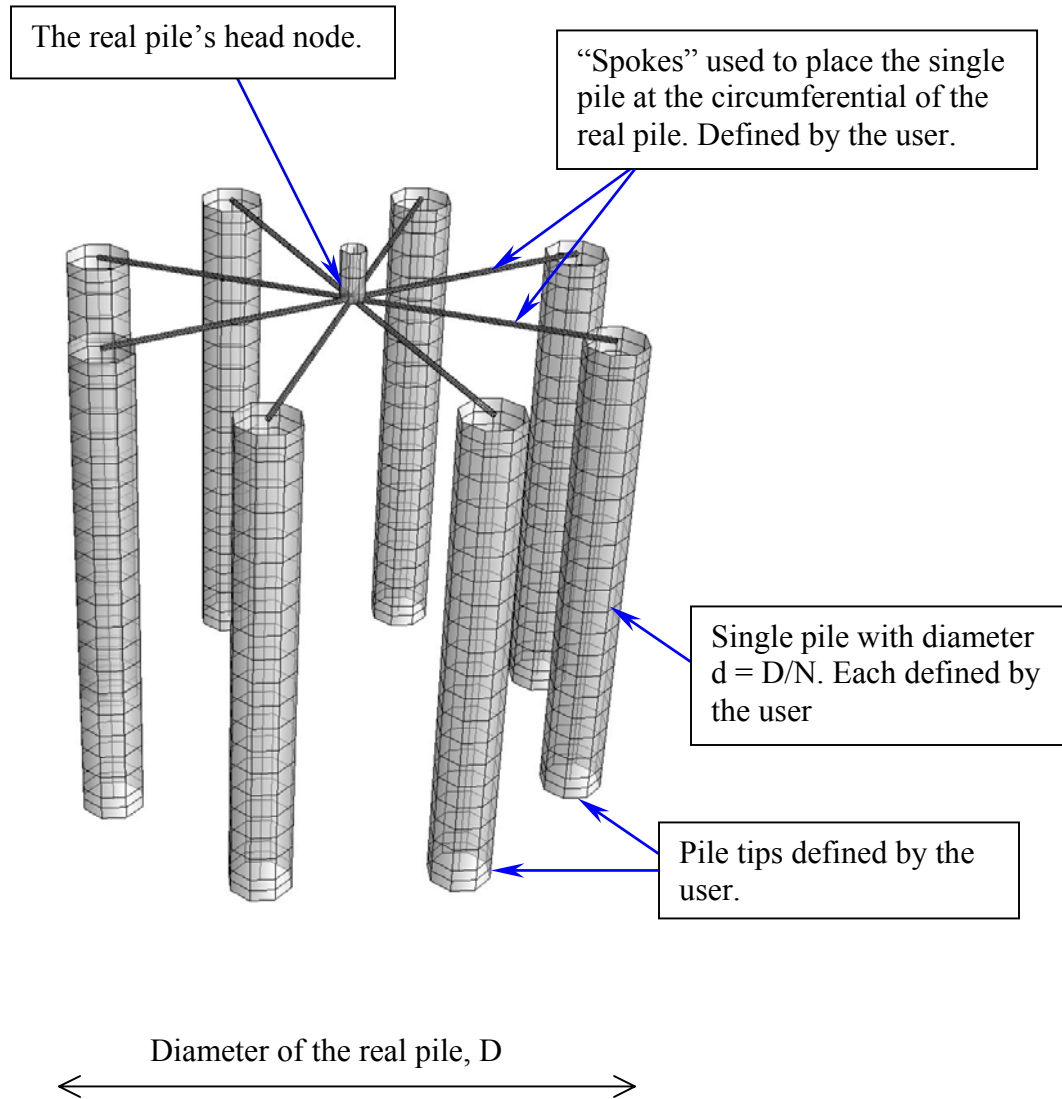 The real pile’s head node.
“Spokes” used to place the single
pile at the circumferential of the
real pile. Defined by the user.
Single pile with diameter
d = D/N. Each defined by
the user
Pile tips defined by the
user.
Diameter of the real pile, D